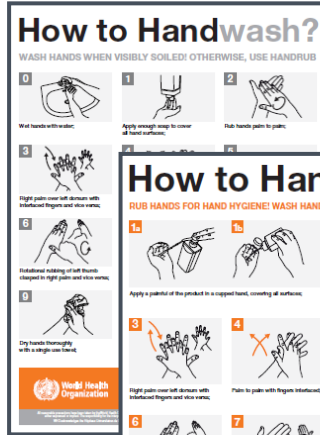 How to Handwash?
WASH HANDS WHEN VISIBLY SOILED! OTHERWISE, USE HANDRUB
0
1
2
Wet hands with water;
Apply enough soap to cover
all hand surfaces;
Rub hands palm to palm;
3
4
5
Right palm over left dorsum with
interlaced fingers and vice versa;
6
Rotational rubbing of left thumb
clasped in right palm and vice versa;
9
Dry hands thoroughly
with a single use towel;
World Health
Organization
How to Han
RUB HANDS FOR HAND HYGIENE! WASH HAND
1a
1b
Apply a palmful of the product in a cupped hand, covering all surfaces;
3
4
Right palm over left dorsum with
interlaced fingers and vice versa;
Palm to palm with fingers interlaced;
6
7